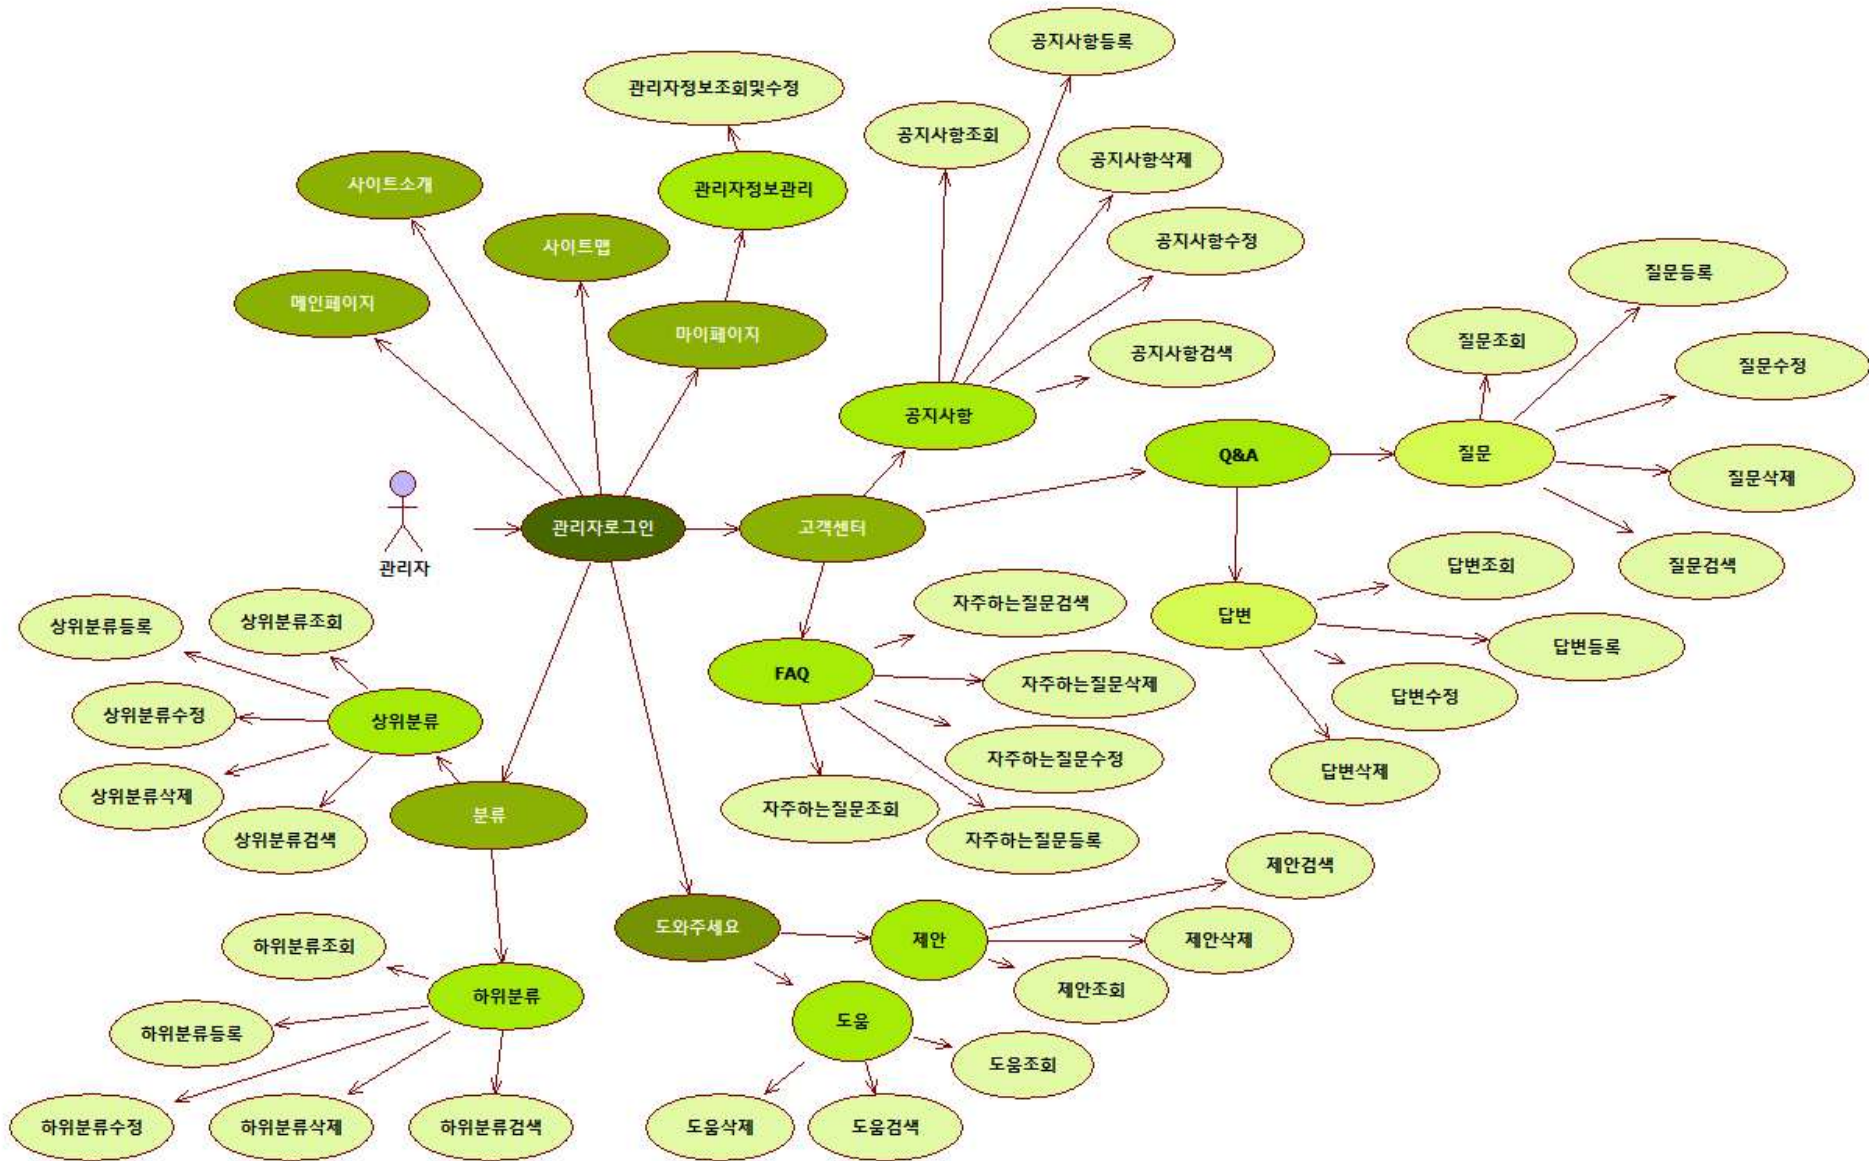 공지사항등록
관리자정보조회및수정
공지사항조회
공지사항삭제
사이트소개
관리자정보관리
사이트맵
공지사항수정
질문등록
메인페이지
마이페이지
공지사항검색
질문조회
질문수정
공지사항
Q&A
질문
질문삭제
관리자로그인
고객센터
관리자
답변조회
질문검색
자주하는질문검색
답변
상위분류등록
상위분류조회
답변등록
FAQ
자주하는질문삭제
답변수정
상위분류수정
상위분류
자주하는질문수정
답변삭제
상위분류삭제
분류
자주하는질문조회
상위분류검색
자주하는질문등록
제안검색
도와주세요
제안
제안삭제
하위분류조회
제안조회
하위분류
도움
하위분류등록
도움조회
하위분류수정
하위분류삭제
하위분류검색
도움삭제
도움검색